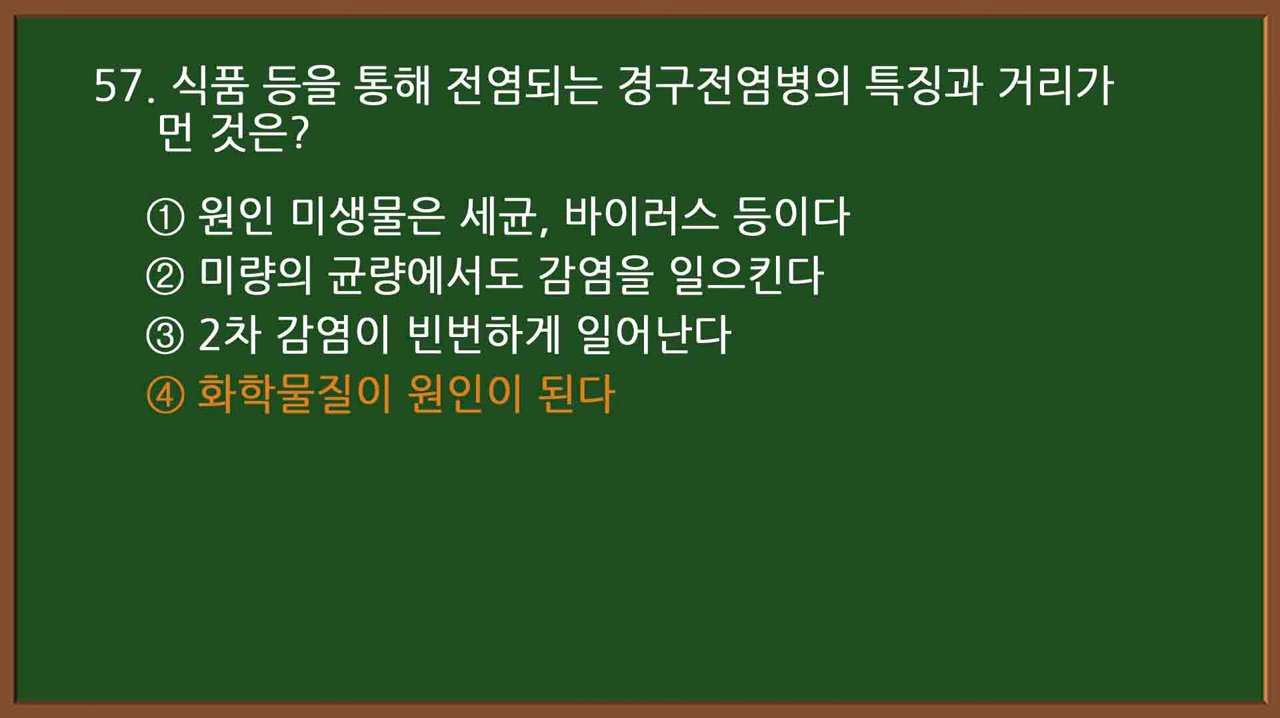 57. 식품 등을 통해 전염되는 경구전염병의 특징과 거리가
먼 것은?
① 원인 미생물은 세균, 바이러스 등이다
② 미량의 균량에서도 감염을 일으킨다
③ 2차 감염이 빈번하게 일어난다
④ 화학물질이 원인이 된다